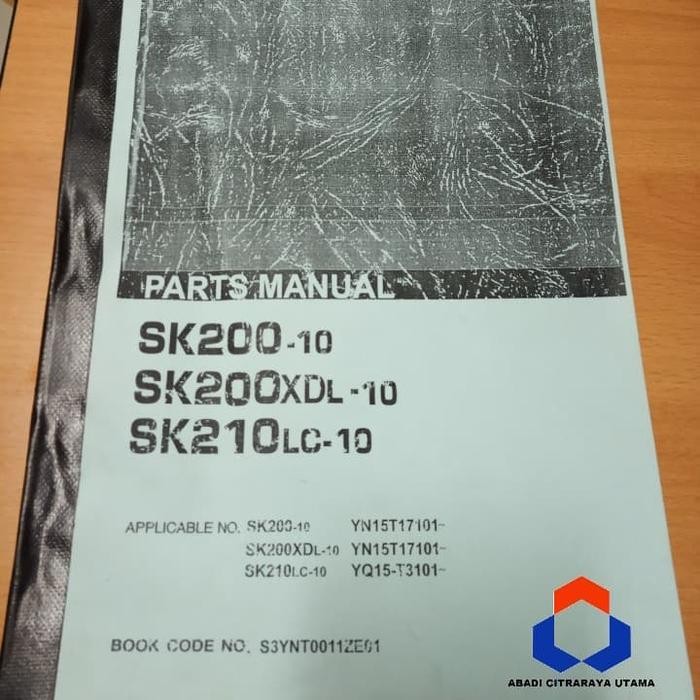 PARTS MANUAL
SK200-10
SK200XDL-10
SK210LC-10
APPLICABLE NO. SK200-10 YN15T17101~
SK200XDL-10 YN15T17101~
SK210LC-10 YQ15-T3101~
BOOK CODE NO. S3YNT0011ZE01
ABADI CITRARAYA UTAMA